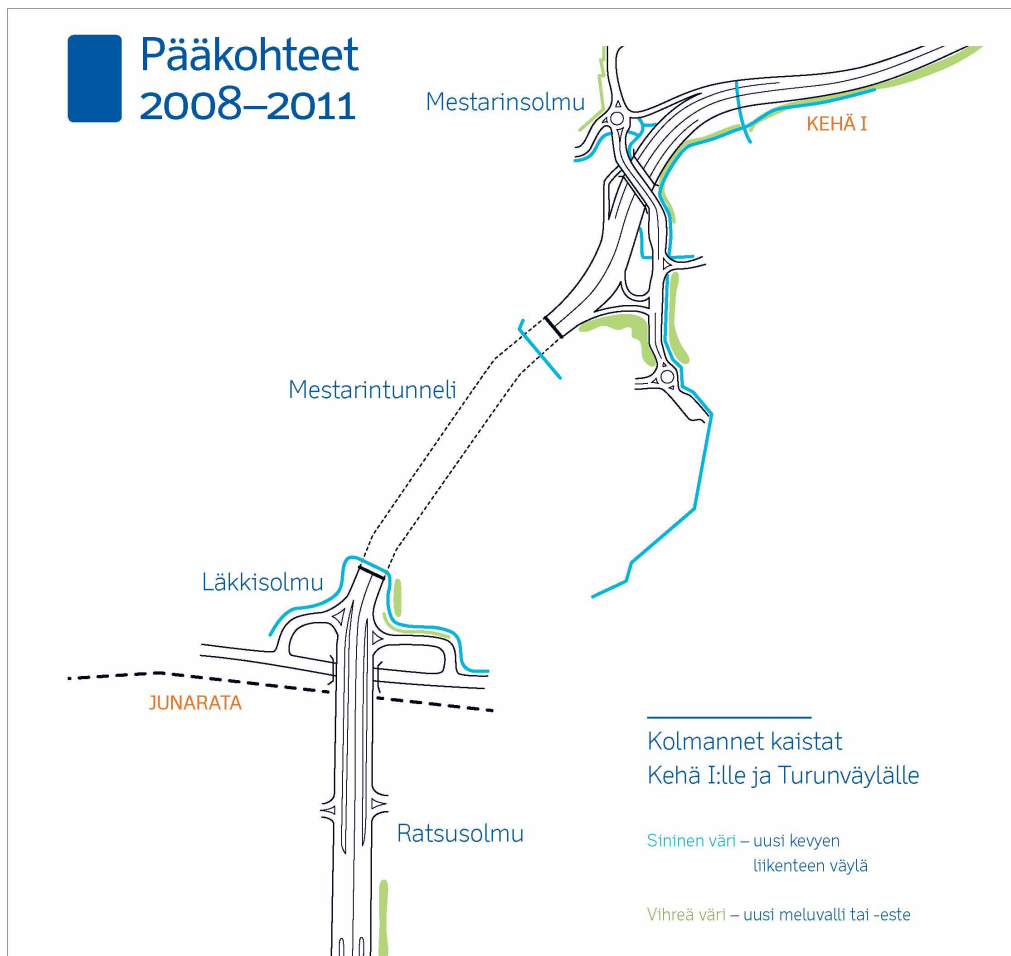 Pääkohteet
2008–2011
Mestarinsolmu
KEHÄ I
Mestarintunneli
Läkkisolmu
JUNARATA
Ratsusolmu
Kolmannet kaistat
Kehä I:lle ja Turunväylälle
Sininen väri – uusi kevyen
liikenteen väylä
Vihreä väri – uusi meluvalli tai -este